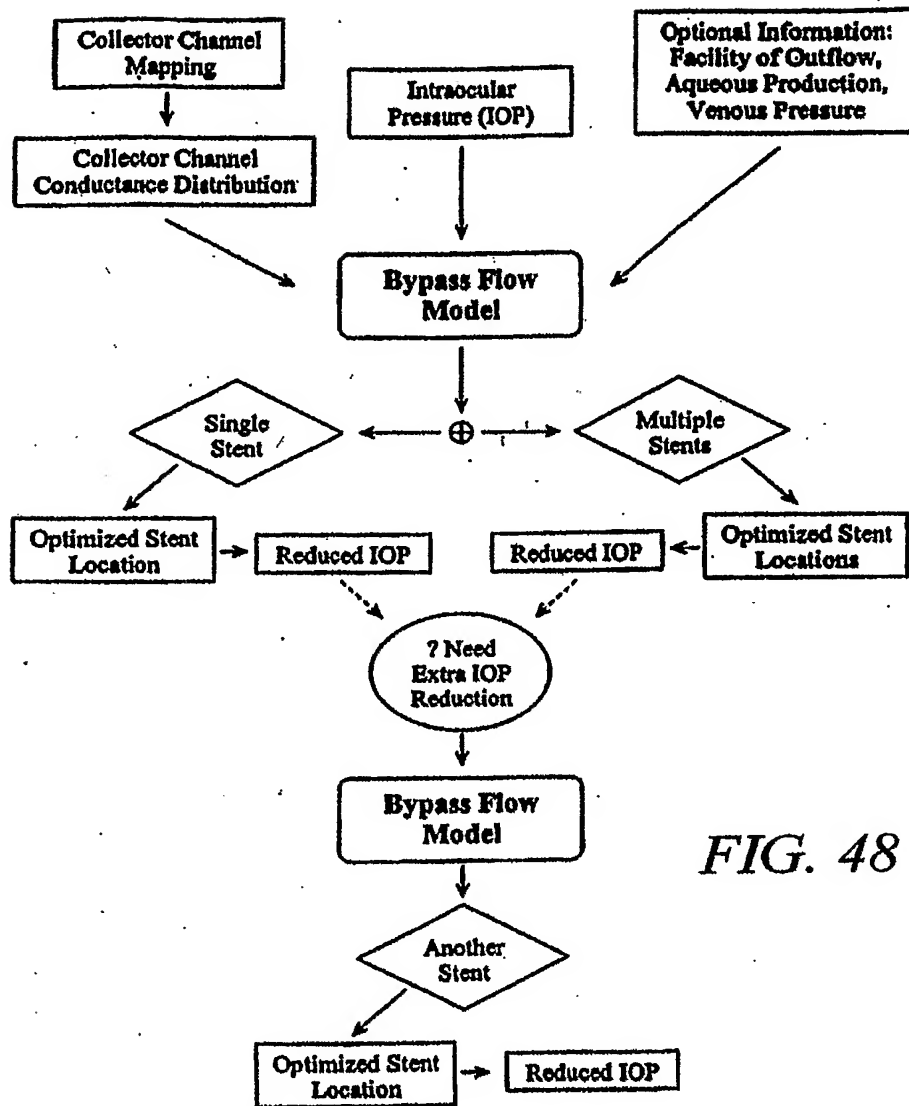 Collector Channel
Mapping
Intraocular
Pressure (IOP)
Optional Information:
Facility of Outflow,
Aqueous Production,
Venous Pressure
Collector Channel
Conductance Distribution
Bypass Flow
Model
Single
Stent
Multiple
Stents
Optimized Stent
Location
Reduced IOP
Reduced IOP
Optimized Stent
Locations
? Need
Extra IOP
Reduction
Bypass Flow
Model
FIG. 48
Another
Stent
Optimized Stent
Location
Reduced IOP